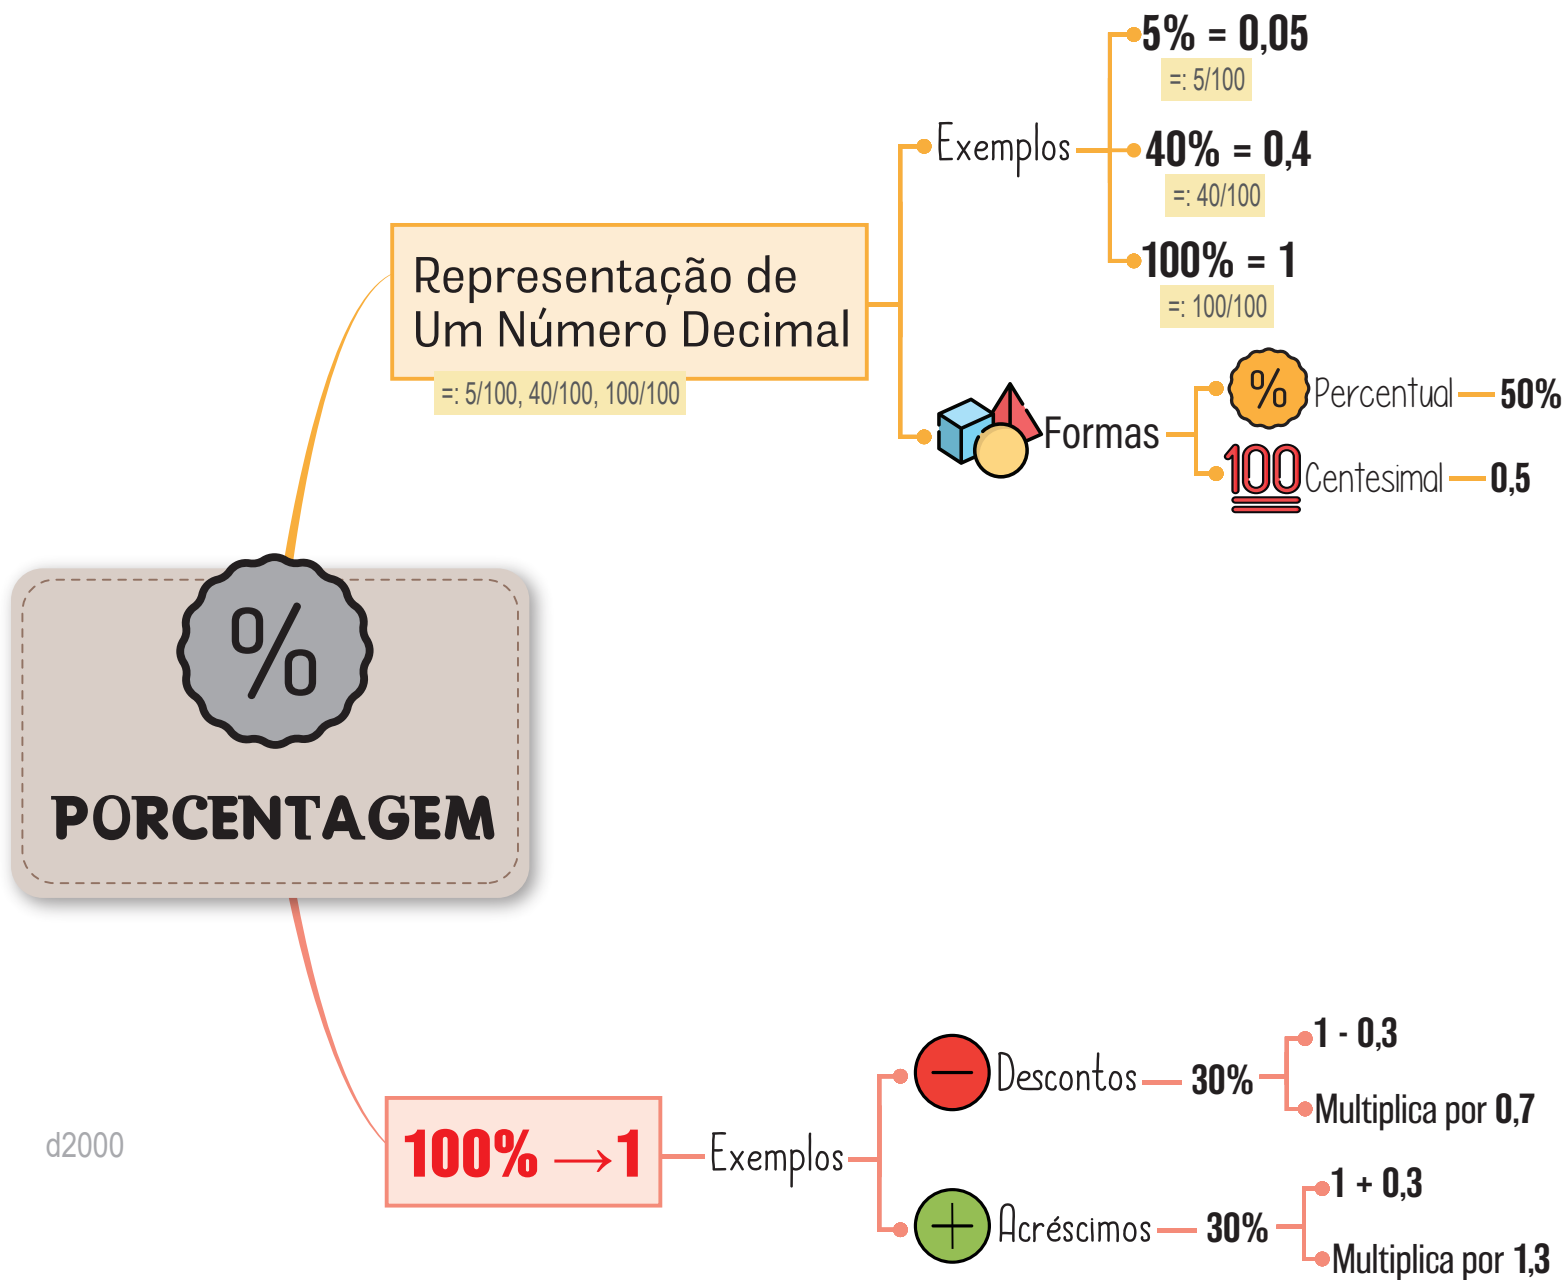 5% = 0,05
=: 5/100
Exemplos
40% = 0,4
=: 40/100
100% = 1
=: 100/100
Representação de
Um Número Decimal
=: 5/100, 40/100, 100/100
Formas
%
Percentual
50%
100
Centesimal
0,5
%
PORCENTAGEM
d2000
100% →1
Exemplos
Descontos
30%
1 - 0,3
Multiplica por 0,7
Acréscimos
30%
1 + 0,3
Multiplica por 1,3